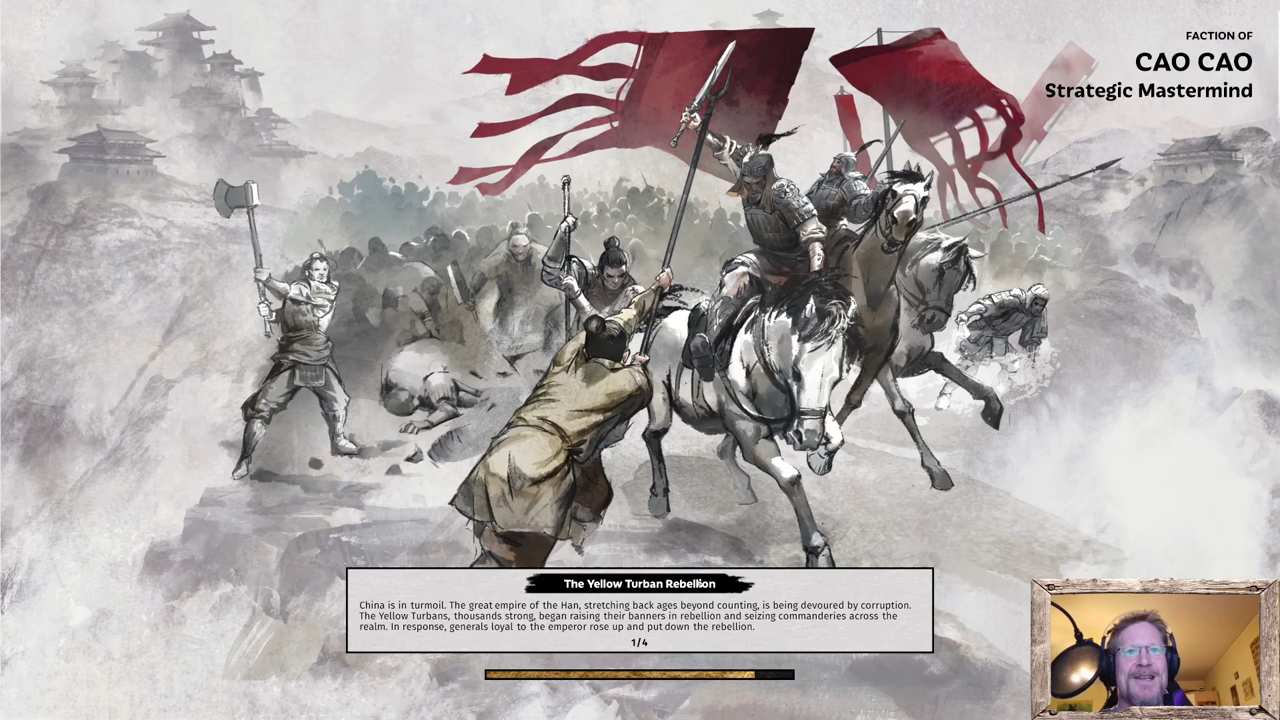 FACTION OF
CAO CAO
Strategic Mastermind
The Yellow Turban Rebellion
China is in turmoil. The great empire of the Han, stretching back ages beyond counting, is being devoured by corruption.
The Yellow Turbans, thousands strong, began raising their banners in rebellion and seizing commanderies across the
realm. In response, generals loyal to the emperor rose up and put down the rebellion.
1/4